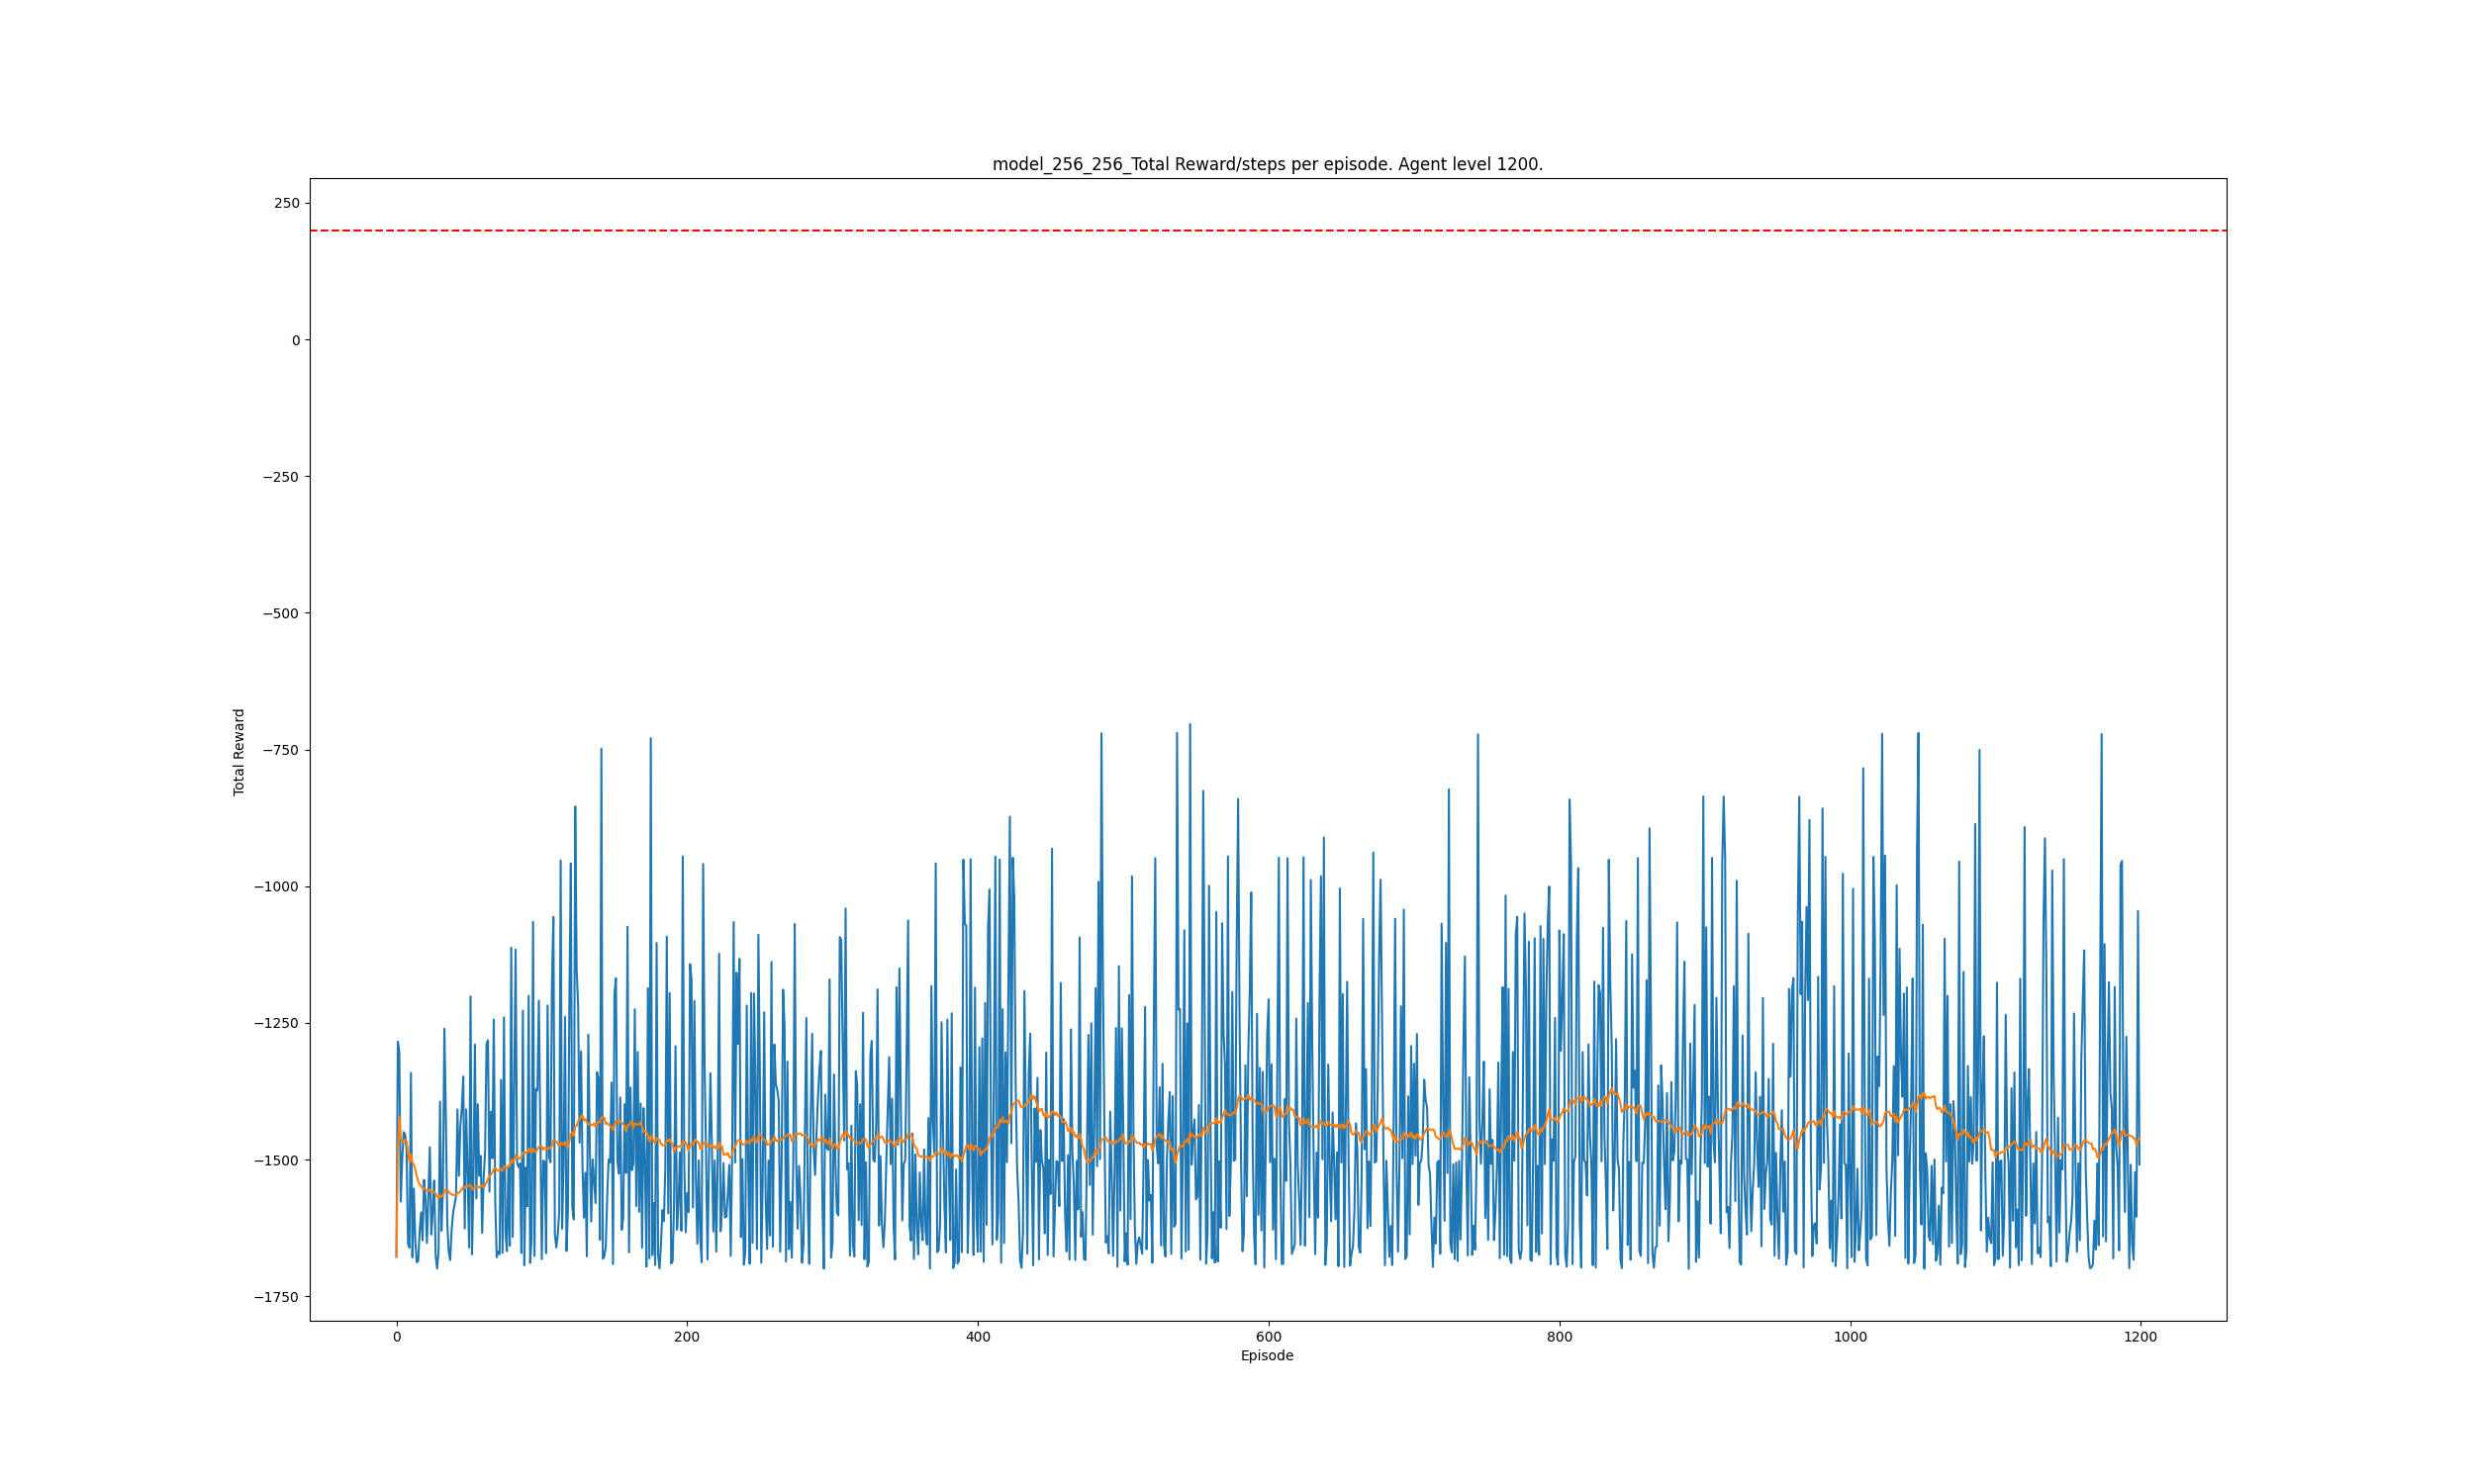 model_256_256_Total Reward/steps per episode. Agent level 1200.
250
0
−250
−500
−750
−1000
−1250
−1500
−1750
Total Reward
0 200 400 600 800 1000 1200
Episode